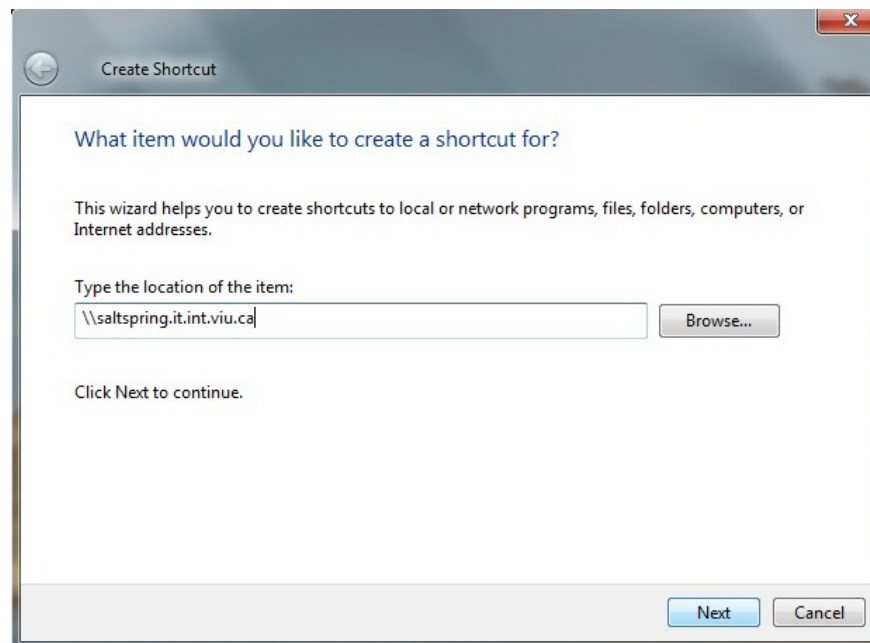 Create Shortcut
What item would you like to create a shortcut for?
This wizard helps you to create shortcuts to local or network programs, files, folders, computers, or
Internet addresses.
Type the location of the item:
\\saltspring.it.int.viu.ca
Browse...
Click Next to continue.
Next
Cancel